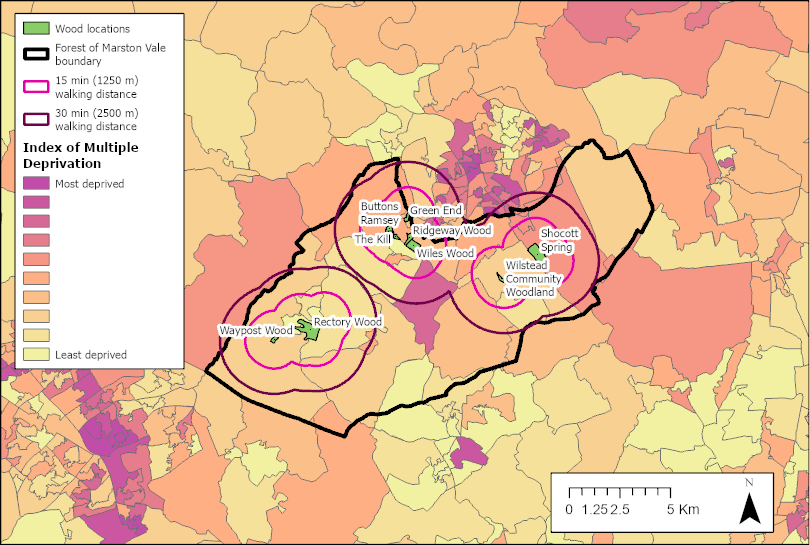 Wood locations
Forest of Marston Vale
boundary
15 min (1250 m)
walking distance
30 min (2500 m)
walking distance
Index of Multiple
Deprivation
Most deprived
Least deprived
Buttons
Ramsey
Green End
Ridgeway Wood
The Kill
Wiles Wood
Shocott
Spring
Wilstead
Community
Woodland
Waypost Wood
Rectory Wood
N
0 1.25 2.5 5 Km